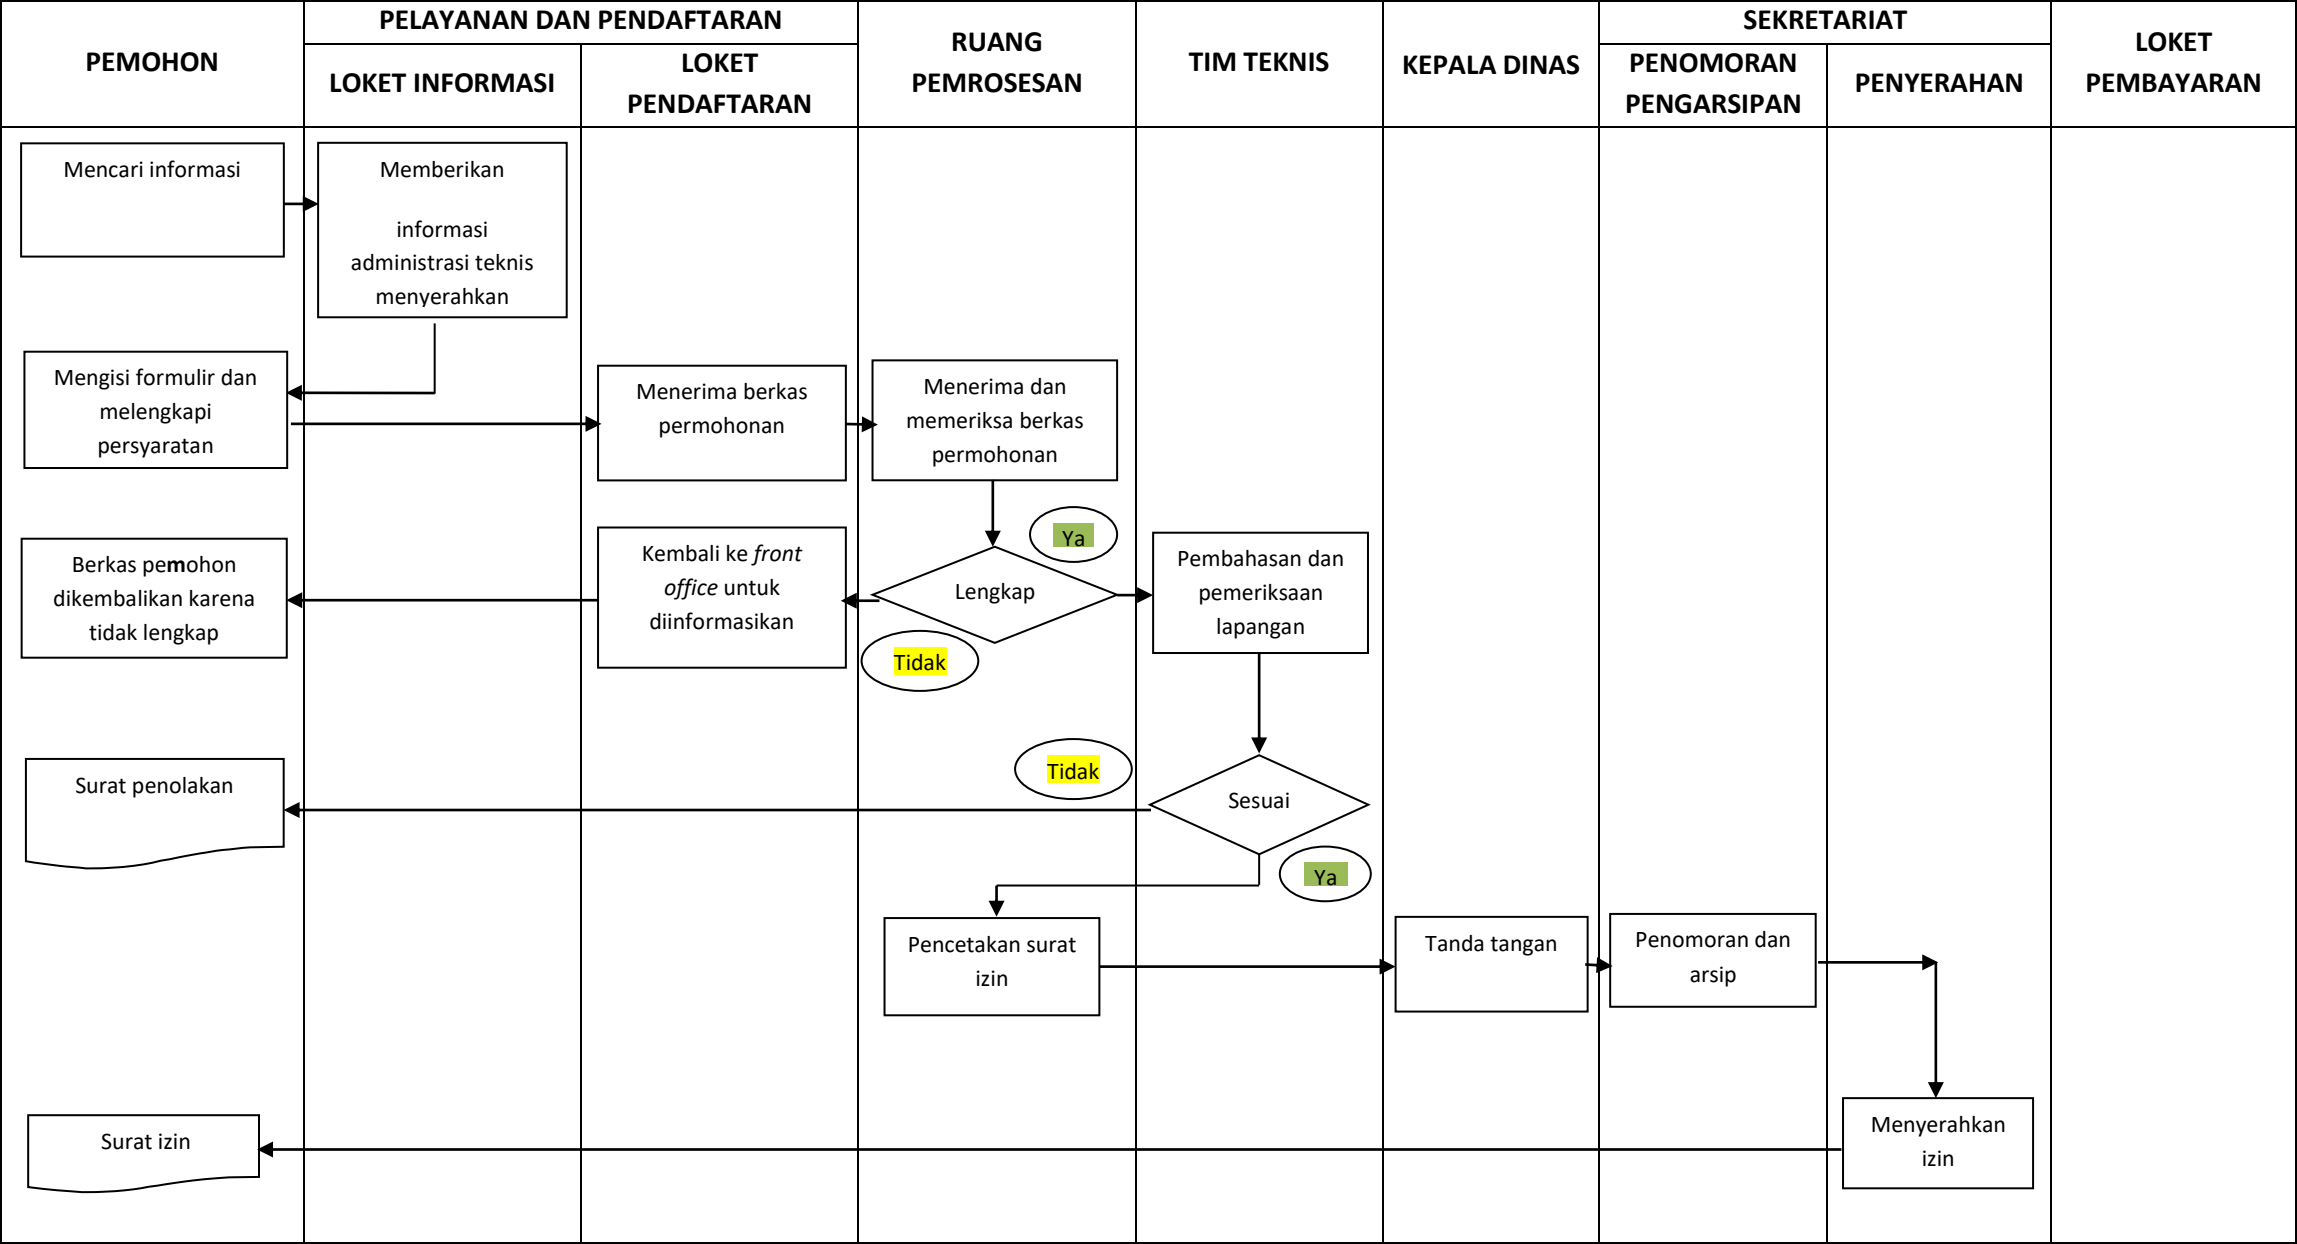 PEMOHON
PELAYANAN DAN PENDAFTARAN
LOKET INFORMASI
LOKET
PENDAFTARAN
RUANG
PEMROSESAN
TIM TEKNIS
KEPALA DINAS
SEKRETARIAT
PENOMORAN
PENGARSIPAN
PENYERAHAN
LOKET
PEMBAYARAN
Mencari informasi
Memberikan
informasi
administrasi teknis
menyerahkan
Mengisi formulir dan
melengkapi
persyaratan
Menerima berkas
permohonan
Menerima dan
memeriksa berkas
permohonan
Berkas pemohon
dikembalikan karena
tidak lengkap
Kembali ke front
office untuk
diinformasikan
Lengkap
Ya
Tidak
Pembahasan dan
pemeriksaan
lapangan
Surat penolakan
Tidak
Sesuai
Ya
Pencetakan surat
izin
Tanda tangan
Penomoran dan
arsip
Surat izin
Menyerahkan
izin